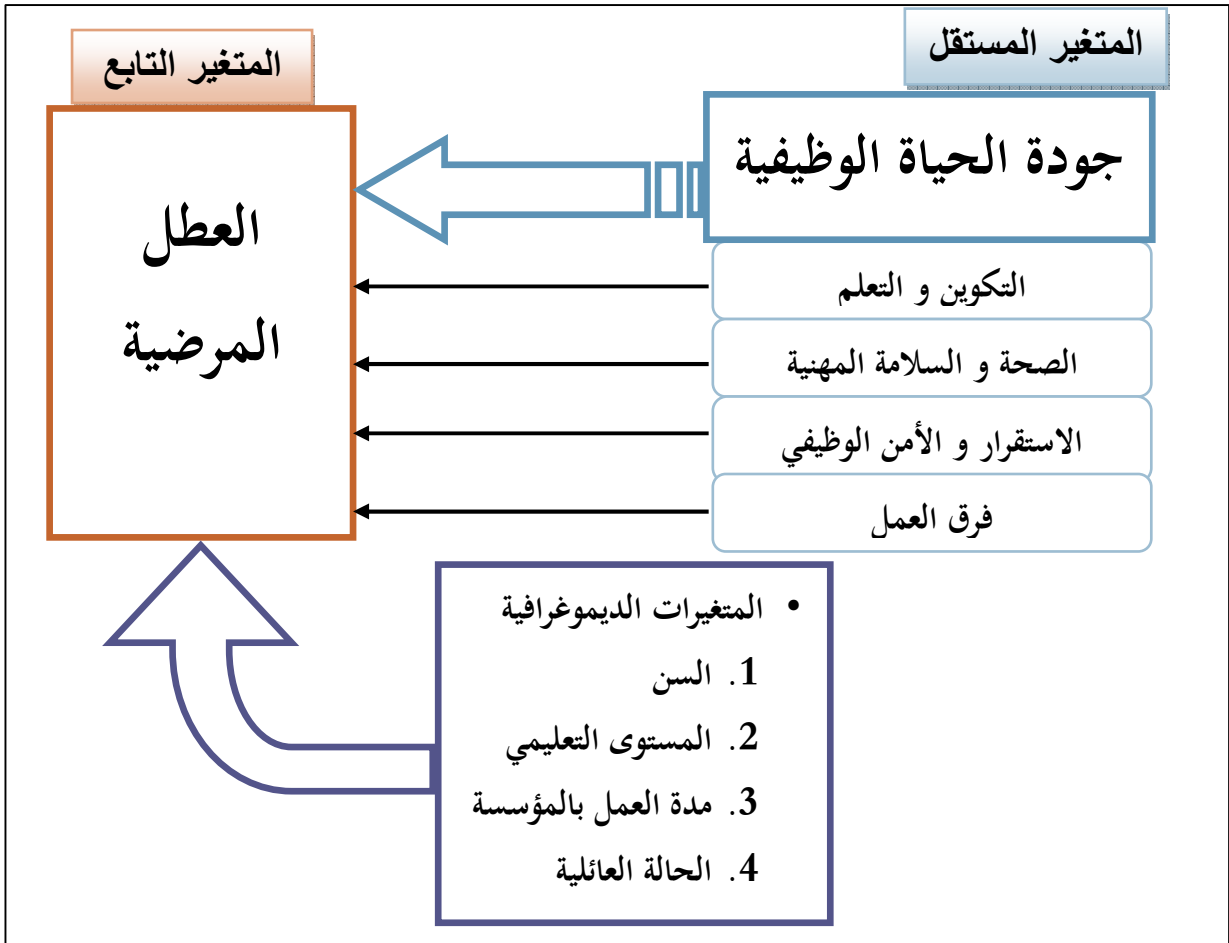 المتغير المستقل
المتغير التابع
جودة الحياة الوظيفية
العطل
المرضية
التكوين و التعلم
الصحة و السلامة المهنية
الاستقرار و الأمن الوظيفي
فرق العمل
• المتغيرات الديموغرافية
1. السن
2. المستوى التعليمي
3. مدة العمل بالمؤسسة
4. الحالة العائلية